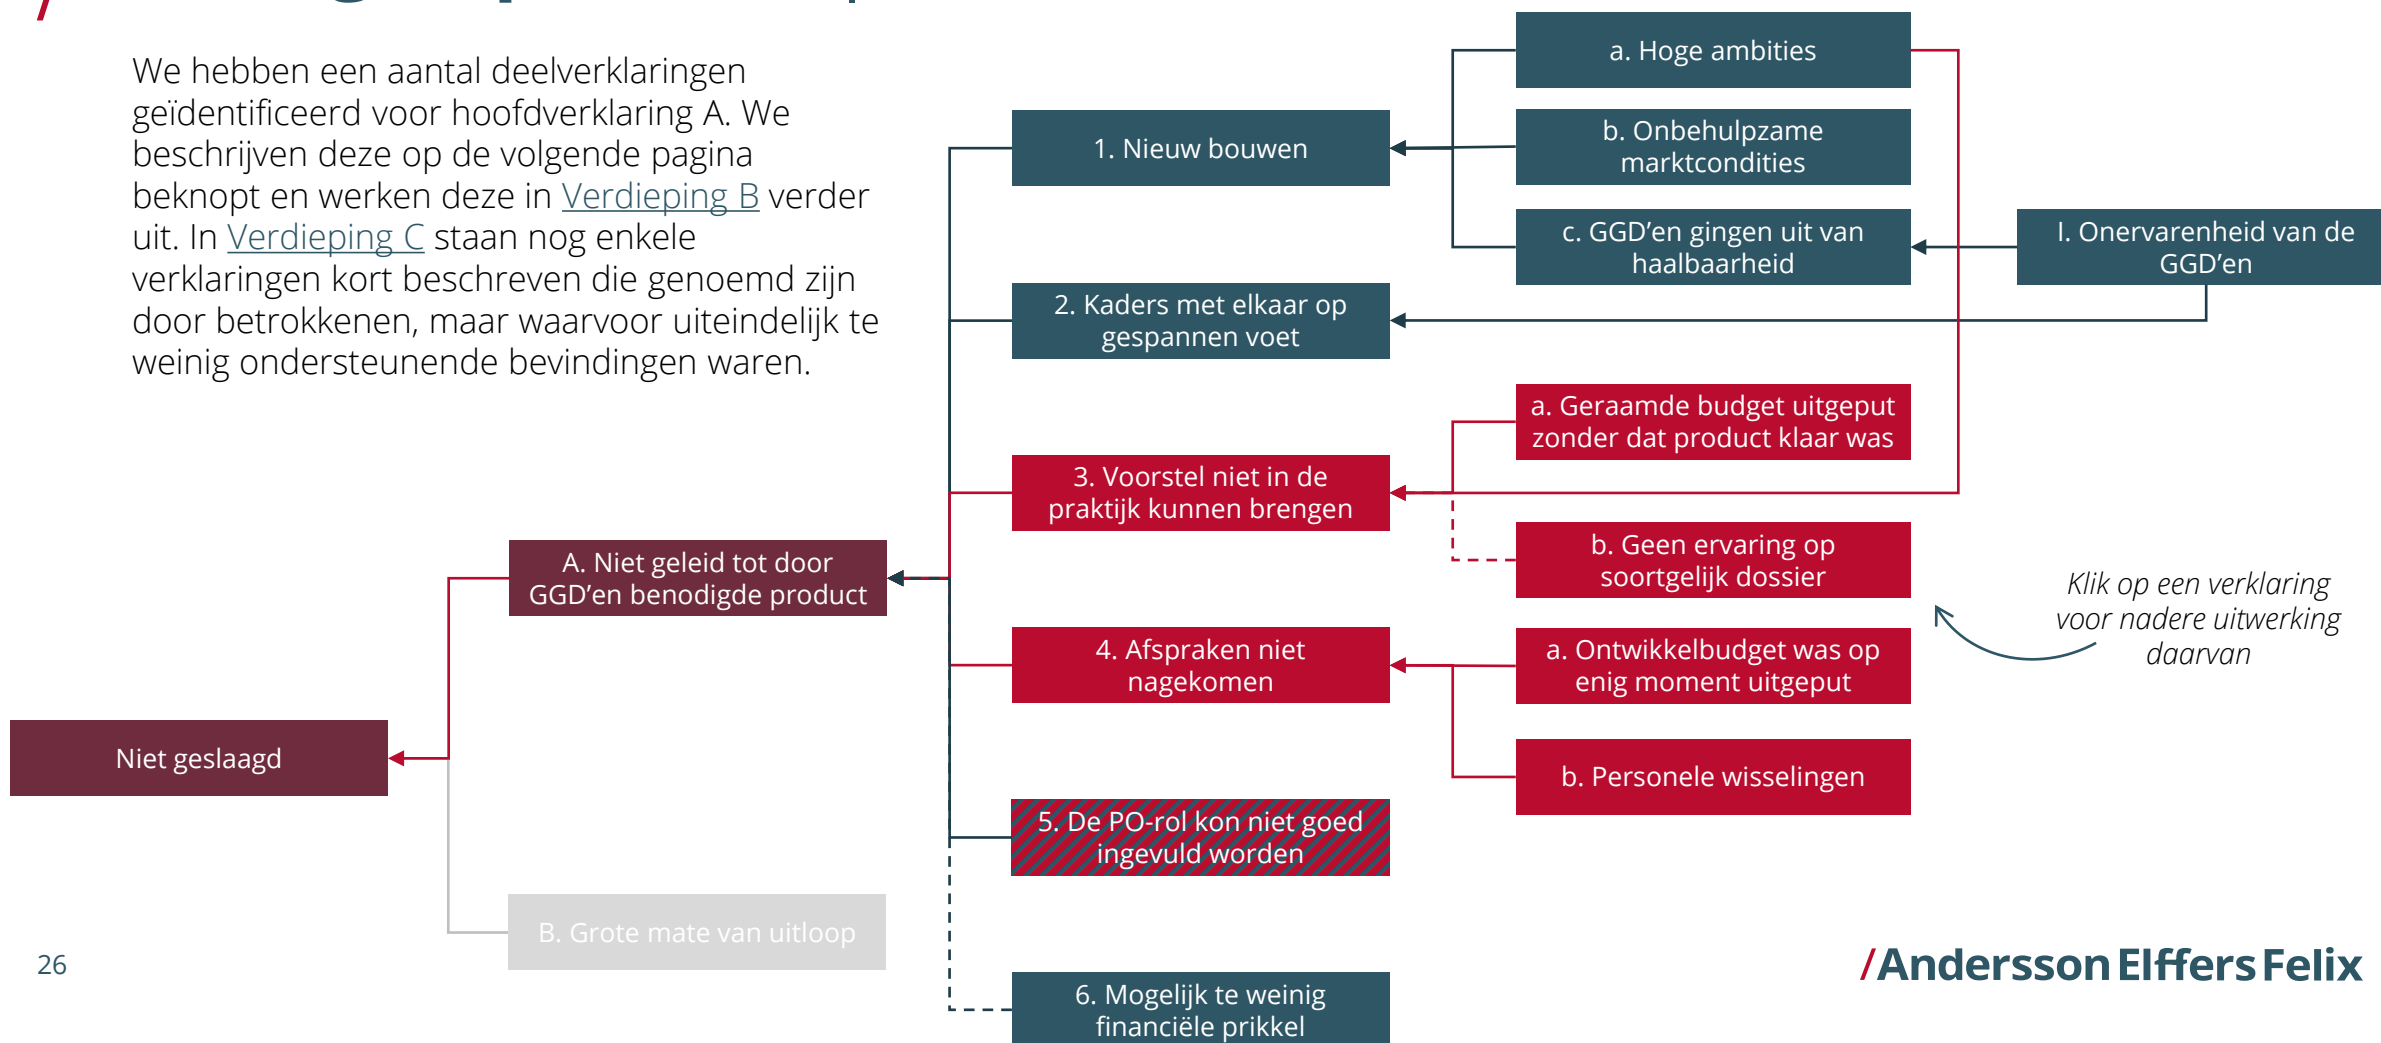 We hebben een aantal deelverklaringen
geïdentificeerd voor hoofdverklaring A. We
beschrijven deze op de volgende pagina
beknopt en werken deze in Verdieping B verder
uit. In Verdieping C staan nog enkele
verklaringen kort beschreven die genoemd zijn
door betrokkenen, maar waarvoor uiteindelijk te
weinig ondersteunende bevindingen waren.
Niet geslaagd
A. Niet geleid tot door
GGD'en benodigde product
B. Grote mate van uitloop
1. Nieuw bouwen
2. Kaders met elkaar op
gespannen voet
3. Voorstel niet in de
praktijk kunnen brengen
4. Afspraken niet
nagekomen
5. De PO-rol kon niet goed
ingevuld worden
6. Mogelijk te weinig
financiële prikkel
a. Hoge ambities
b. Onbehulpzame
marktcondities
c. GGD'en gingen uit van
haalbaarheid
I. Onervarenheid van de
GGD'en
a. Geraamde budget uitgeput
zonder dat product klaar was
b. Geen ervaring op
soortgelijk dossier
a. Ontwikkelbudget was op
enig moment uitgeput
b. Personele wisselingen
Klik op een verklaring
voor nadere uitwerking
daarvan
26
/Andersson Elffers Felix